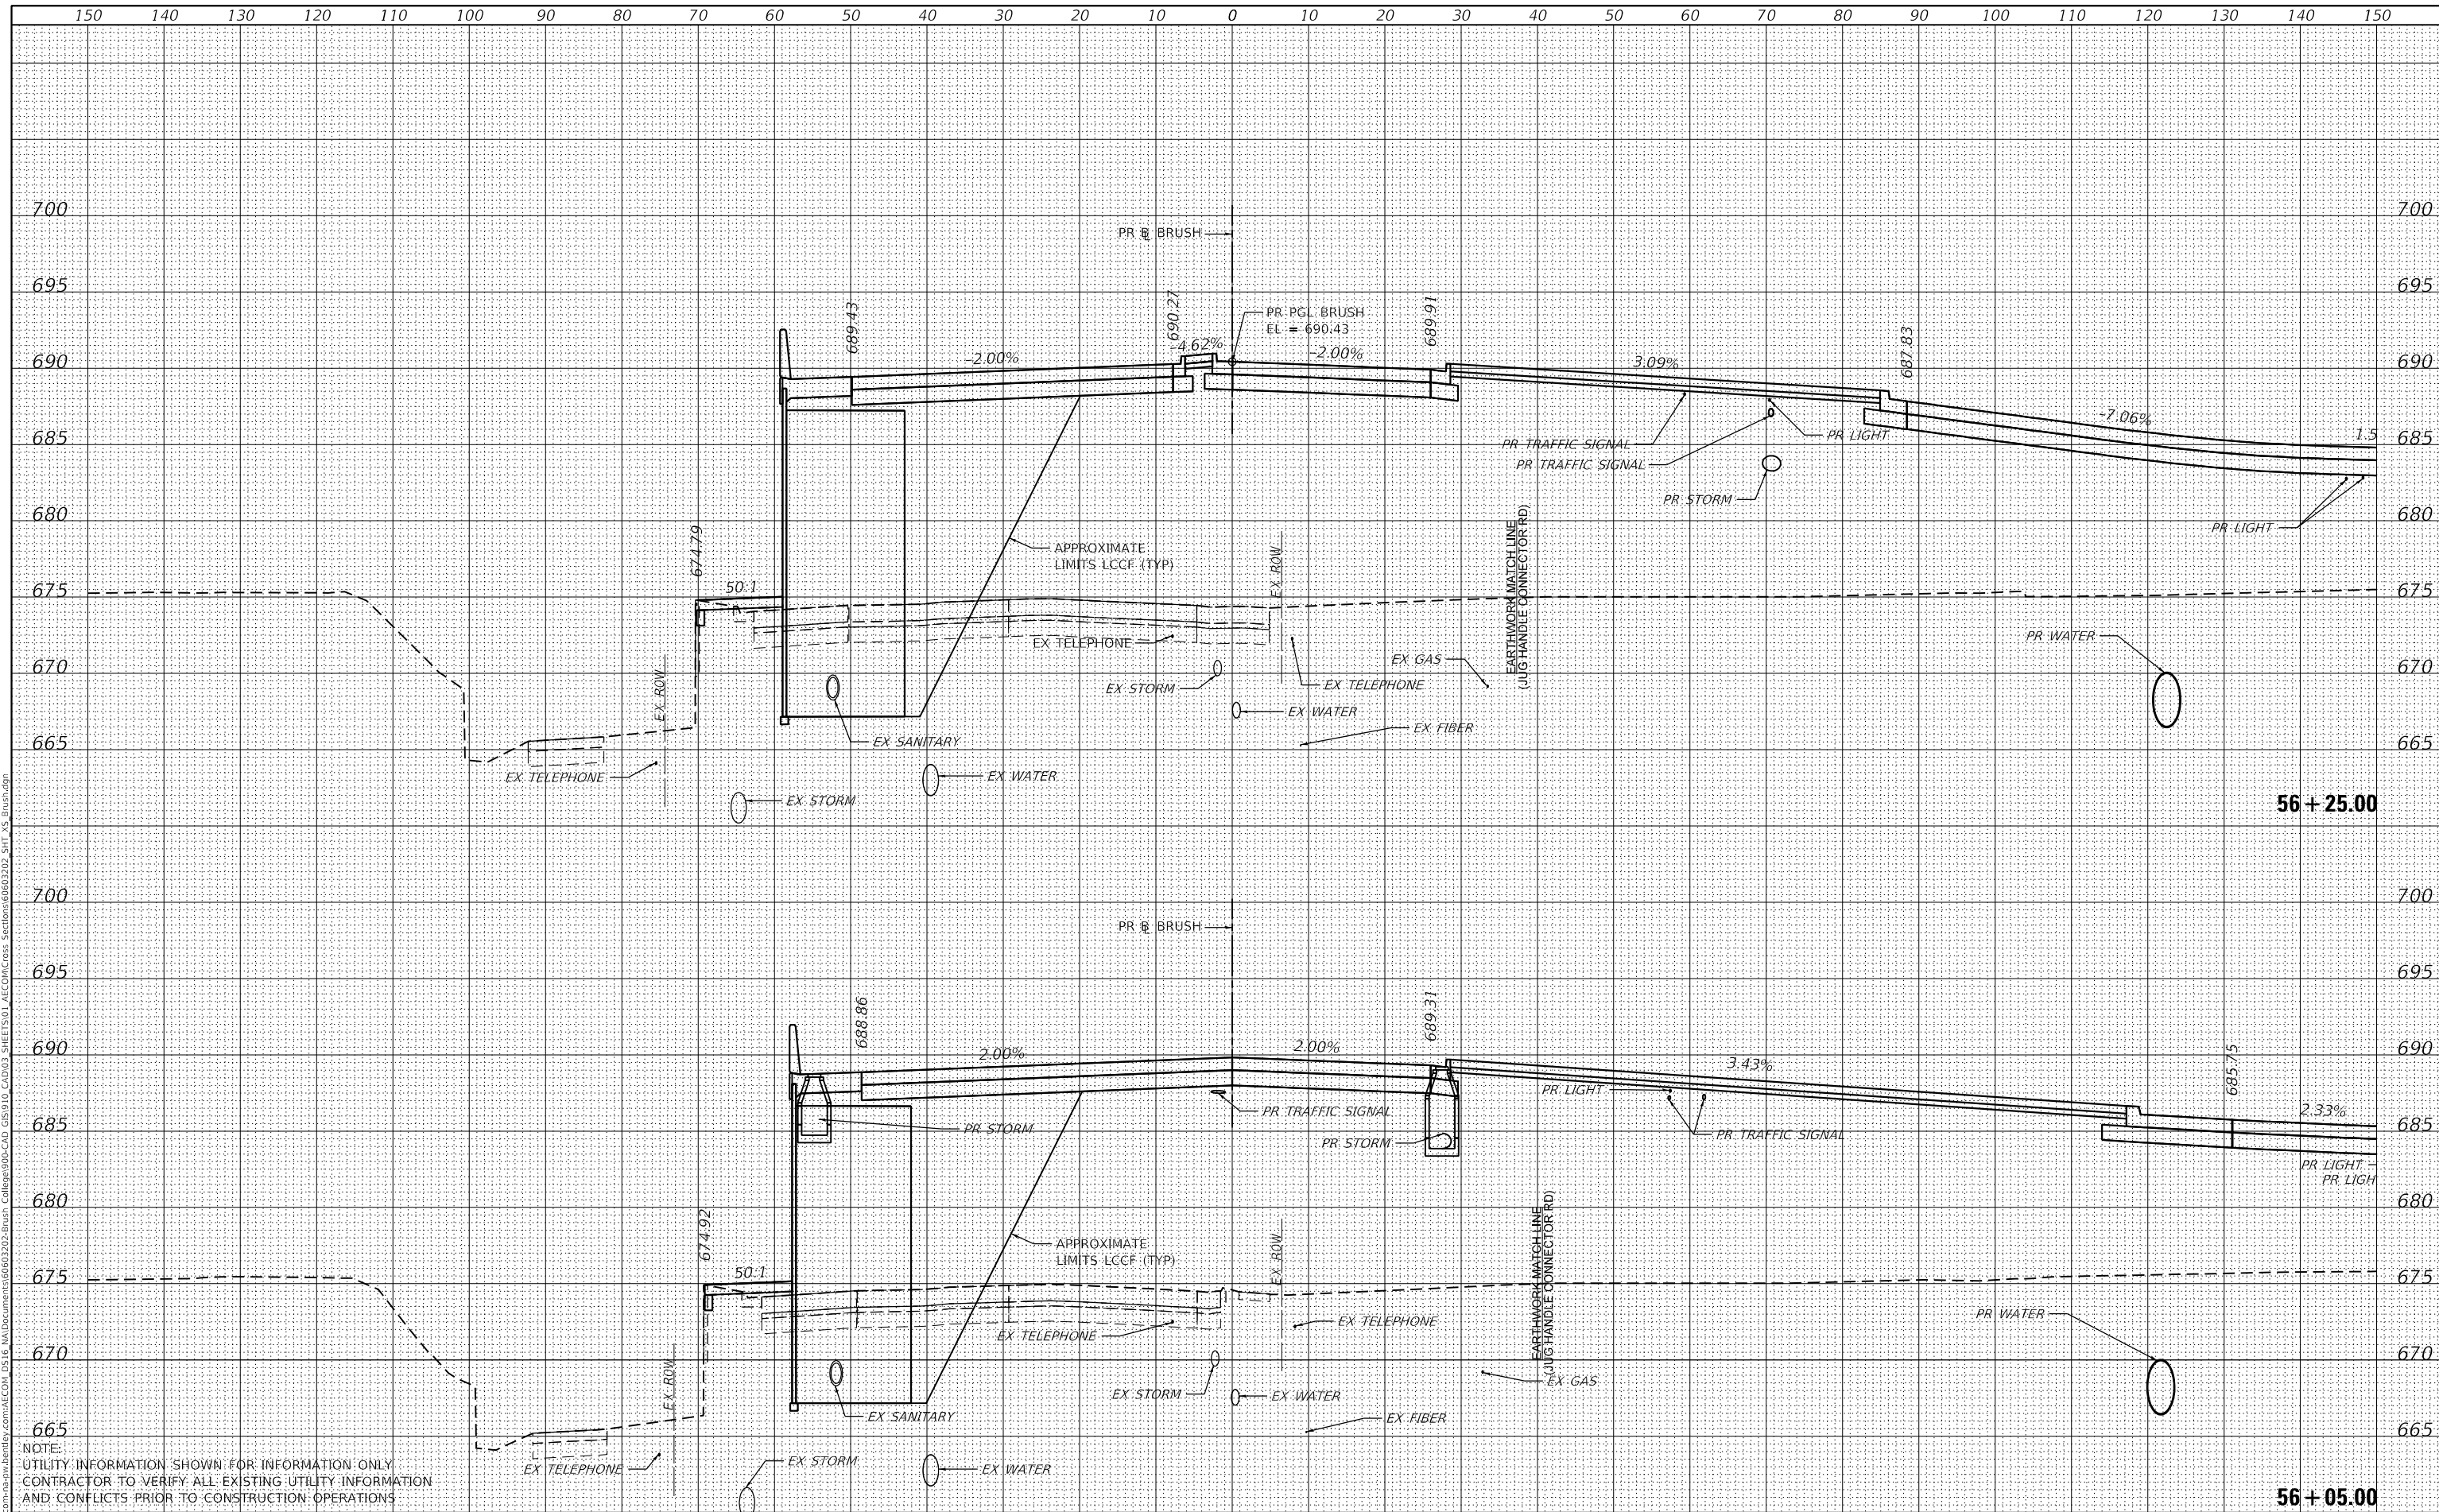 150 140 130 120 110 100 90 80 70 60 50 40 30 20 10 0 10 20 30 40 50 60 70 80 90 100 110 120 130 140 150
700 700
PR BL BRUSH
695 695
689.43
690.27
PR PGL BRUSH
EL = 690.43
689.91
687.83
690 690
-2.00%
-4.62%
-2.00%
3.09%
-7.06%
1.5
685 685
PR TRAFFIC SIGNAL
PR LIGHT
PR TRAFFIC SIGNAL
PR STORM
680 680
PR LIGHT
674.79
APPROXIMATE
LIMITS LCCF (TYP)
EX ROW
EARTHWORK MATCH LINE
(JUG HANDLE CONNECTOR RD)
675 675
50:1
EX TELEPHONE
PR WATER
670 670
EX ROW
EX STORM
EX GAS
EX TELEPHONE
EX WATER
EX FIBER
EX SANITARY
665 665
EX TELEPHONE
EX WATER
EX STORM
56+25.00
700 700
PR BL BRUSH
695 695
688.86
689.31
685.75
690 690
2.00%
2.00%
3.43%
2.33%
PR LIGHT
PR TRAFFIC SIGNAL
685 685
PR STORM
PR STORM
PR TRAFFIC SIGNAL
PR LIGHT
PR LIGH
680 680
674.92
APPROXIMATE
LIMITS LCCF (TYP)
EX ROW
EARTHWORK MATCH LINE
(JUG HANDLE CONNECTOR RD)
675 675
50:1
EX TELEPHONE
EX TELEPHONE
PR WATER
670 670
EX ROW
EX STORM
EX WATER
EX GAS
EX SANITARY
EX FIBER
665 665
EX TELEPHONE
EX STORM
EX WATER
NOTE:
UTILITY INFORMATION SHOWN FOR INFORMATION ONLY
CONTRACTOR TO VERIFY ALL EXISTING UTILITY INFORMATION
AND CONFLICTS PRIOR TO CONSTRUCTION OPERATIONS
56+05.00